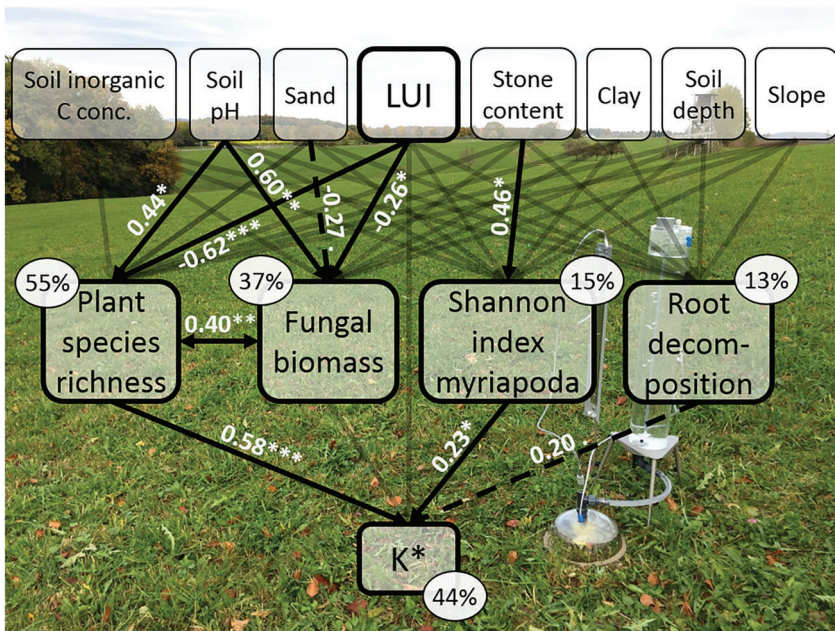 Soil inorganic
C conc.
Soil
pH
Sand
LUI
Stone
content
Clay
Soil
depth
Slope
0.44*
-0.62***
0.60**
-0.27 .
-0.26*
0.46*
55%
37%
15%
13%
Plant
species
richness
0.40**
Fungal
biomass
Shannon
index
myriapoda
Root
decom-
position
0.58***
0.23*
0.20 .
K*
44%